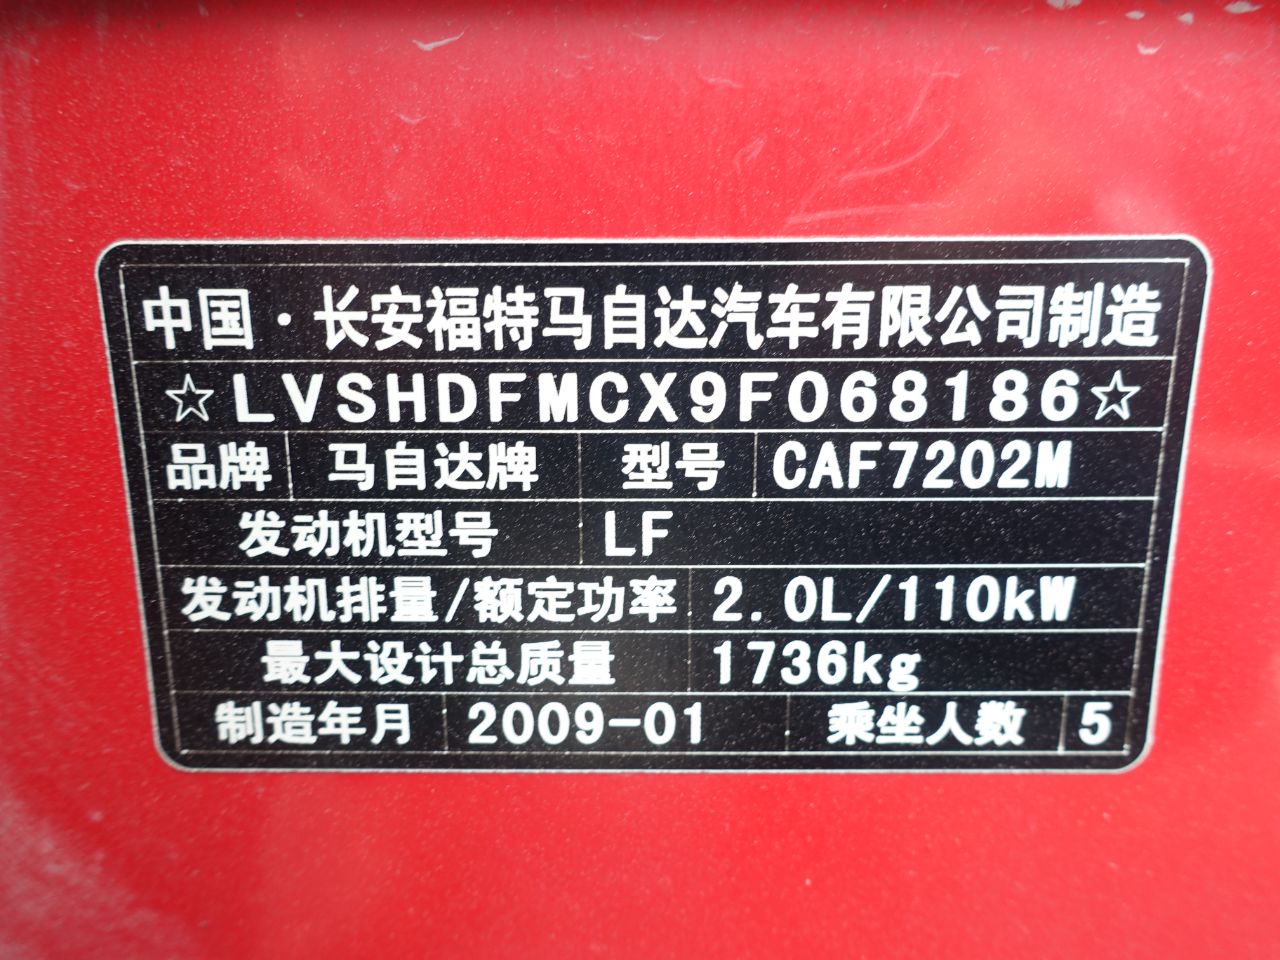 中国·长安福特马自达汽车有限公司制造
☆LVSHDFMCX9F068186☆
品牌 马自达牌 型号 CAF7202M
发动机型号 LF
发动机排量/额定功率 2.0L/110kW
最大设计总质量 1736kg
制造年月 2009-01 乘坐人数 5